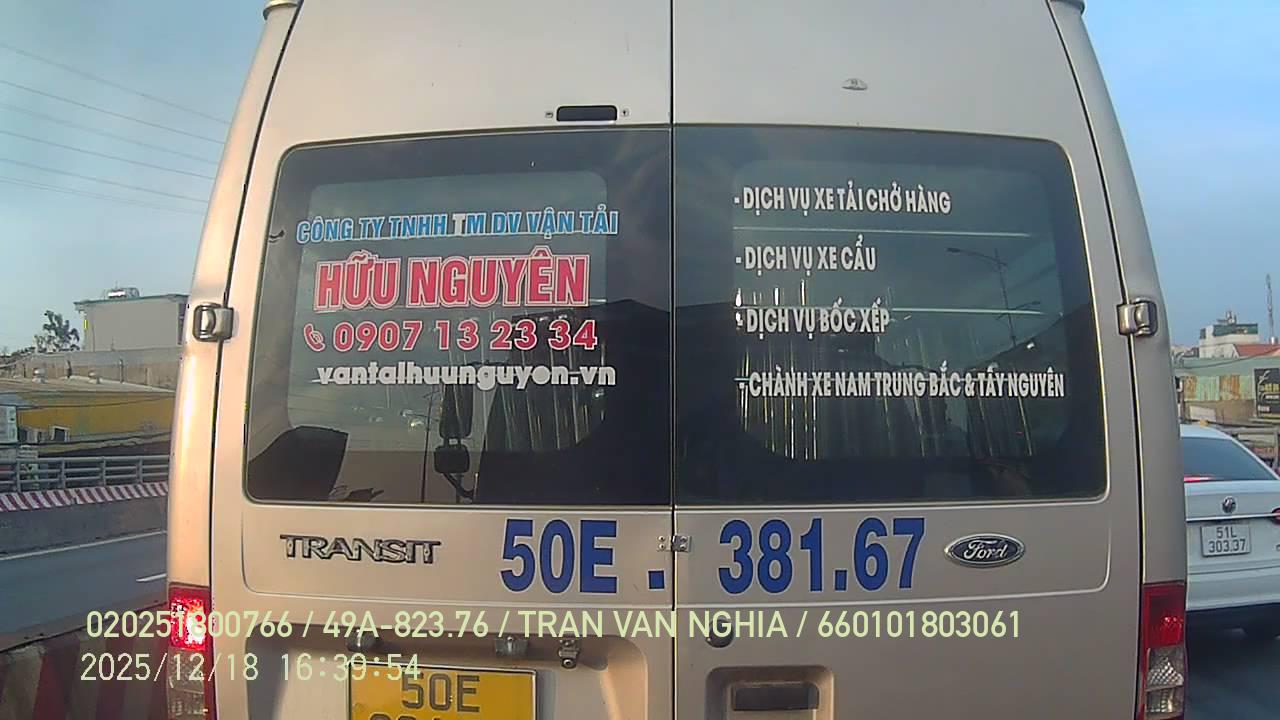 CÔNG TY TNHH TM DV VẬN TẢI
HỮU NGUYÊN
0907 13 23 34
vantaihuunguyen.vn
- DỊCH VỤ XE TẢI CHỞ HÀNG
- DỊCH VỤ XE CẨU
- DỊCH VỤ BỐC XẾP
- CHÀNH XE NAM TRUNG BẮC & TÂY NGUYÊN
TRANSIT
50E . 381.67
Ford
51L
303.37
020251800766 / 49A-823.76 / TRAN VAN NGHIA / 660101803061
2025/12/18 16:39:54
50E